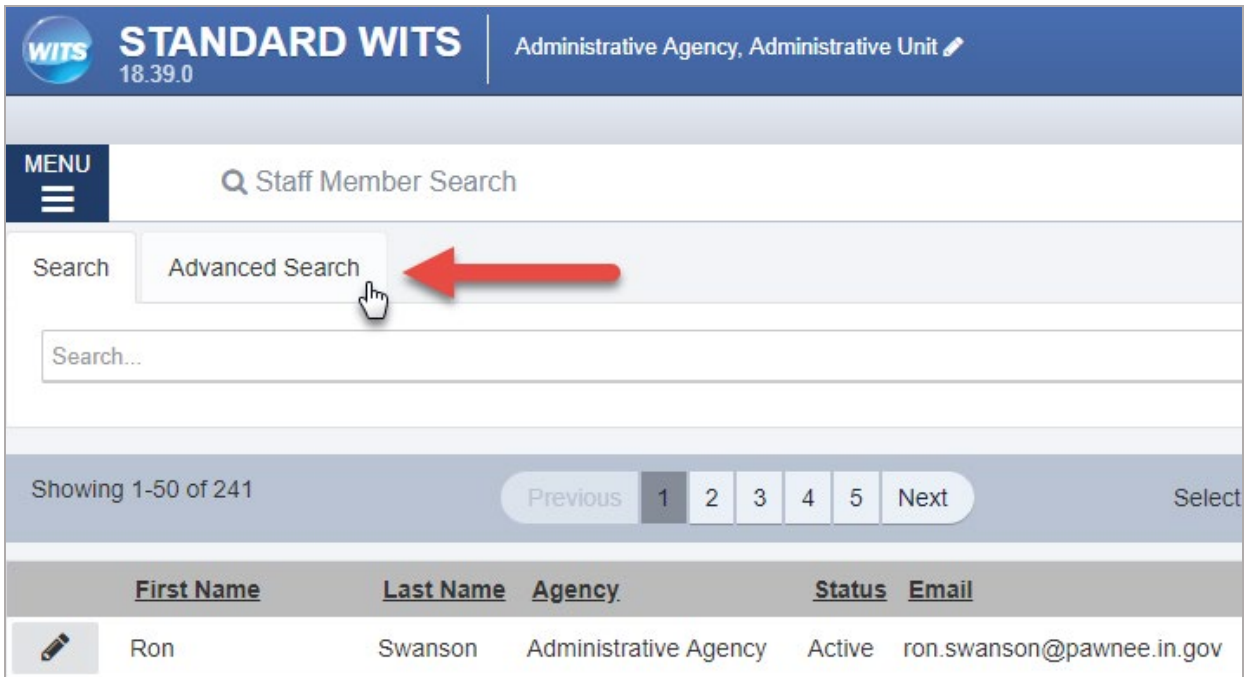 WITS STANDARD WITS Administrative Agency, Administrative Unit
18.39.0
MENU
Staff Member Search
Search Advanced Search
Search...
Showing 1-50 of 241 Previous 1 2 3 4 5 Next Select
First Name Last Name Agency Status Email
Ron Swanson Administrative Agency Active ron.swanson@pawnee.in.gov